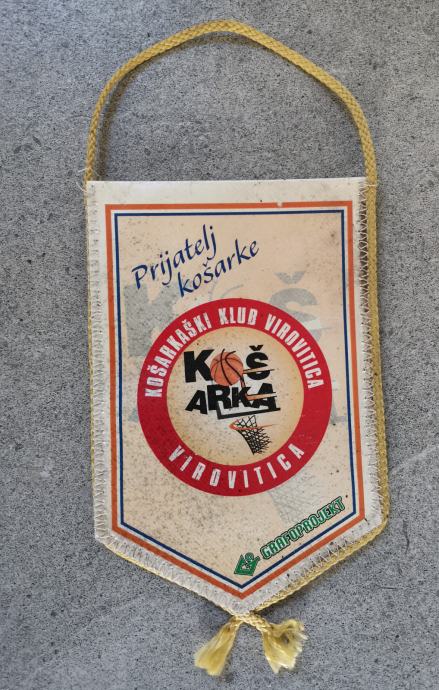 Prijatelj
košarke
KOŠARKAŠKI KLUB VIROVITICA
KOŠ
ARKA
VIROVITICA
GRAFOPROJEKT